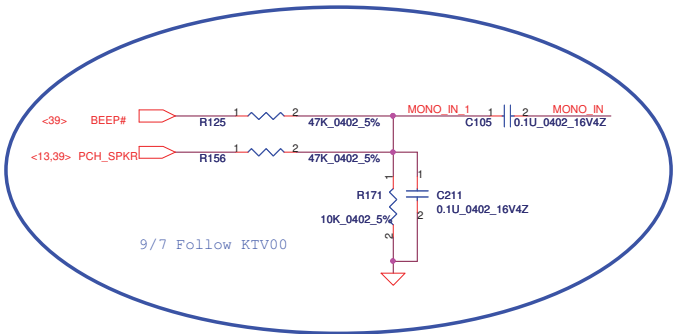 <39> BEEP# 1 2 MONO_IN_1 1 2 MONO_IN
R125 47K_0402_5% C105 0.1U_0402_16V4Z
<13,39> PCH_SPKR 1 2
R156 47K_0402_5%
1 1
R171 C211
10K_0402_5% 0.1U_0402_16V4Z
2 2
9/7 Follow KTV00